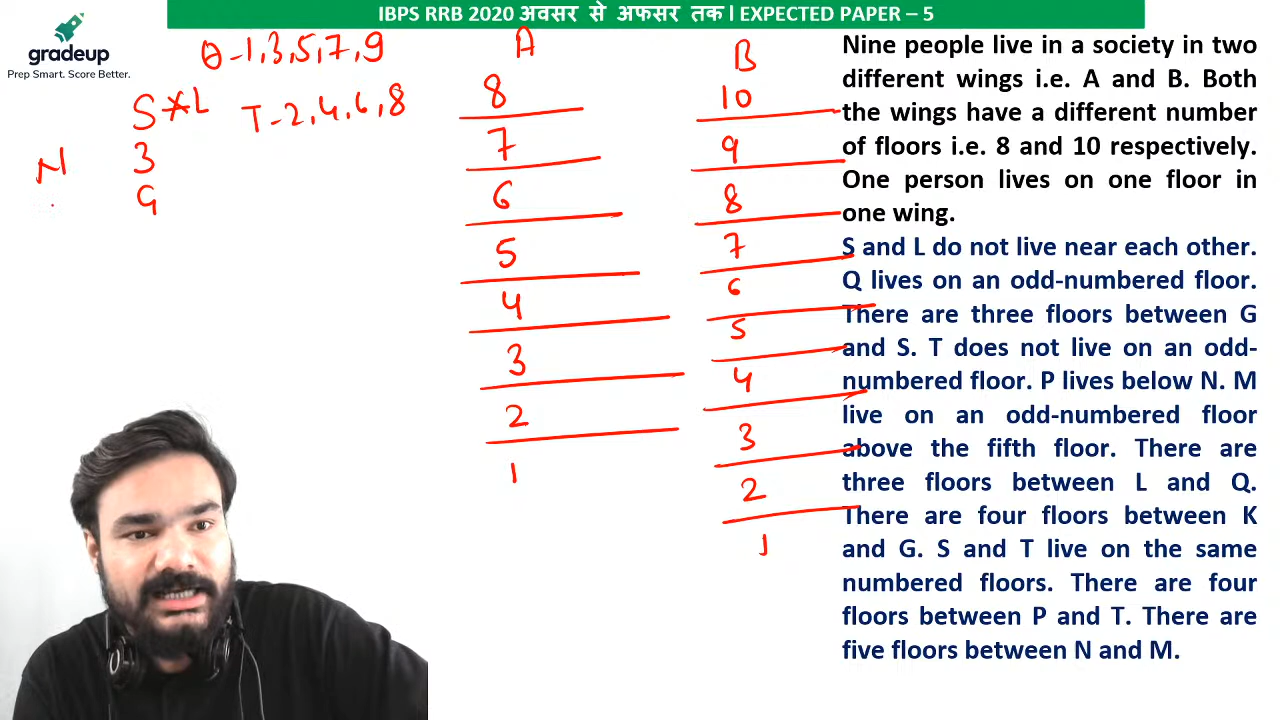 IBPS RRB 2020 अवसर से अफसर तक। EXPECTED PAPER – 5
gradeup
Prep Smart. Score Better.
Q - 1, 3, 5, 7, 9
S * L
T - 2, 4, 6, 8
N
3
G
A
8
7
6
5
4
3
2
1
B
10
9
8
7
6
5
4
3
2
1
Nine people live in a society in two
different wings i.e. A and B. Both
the wings have a different number
of floors i.e. 8 and 10 respectively.
One person lives on one floor in
one wing.
S and L do not live near each other.
Q lives on an odd-numbered floor.
There are three floors between G
and S. T does not live on an odd-
numbered floor. P lives below N. M
live on an odd-numbered floor
above the fifth floor. There are
three floors between L and Q.
There are four floors between K
and G. S and T live on the same
numbered floors. There are four
floors between P and T. There are
five floors between N and M.